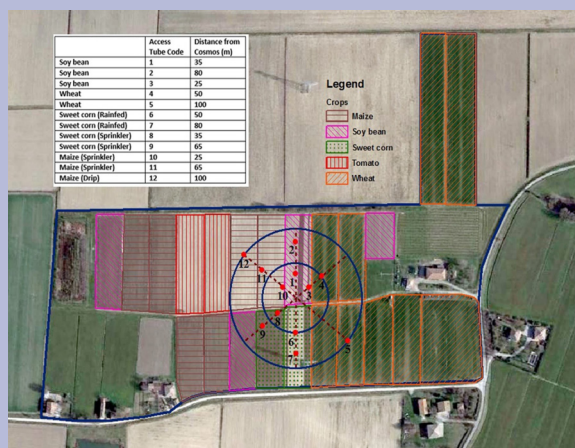 Access Tube Code Distance from Cosmos (m)
Soy bean 1 35
Soy bean 2 80
Soy bean 3 25
Wheat 4 50
Wheat 5 100
Sweet corn (Rainfed) 6 50
Sweet corn (Rainfed) 7 80
Sweet corn (Sprinkler) 8 35
Sweet corn (Sprinkler) 9 65
Maize (Sprinkler) 10 25
Maize (Sprinkler) 11 65
Maize (Drip) 12 100
Legend
Crops
Maize
Soy bean
Sweet corn
Tomato
Wheat
2
12
11
1
4
10
3
8
9
6
5
7